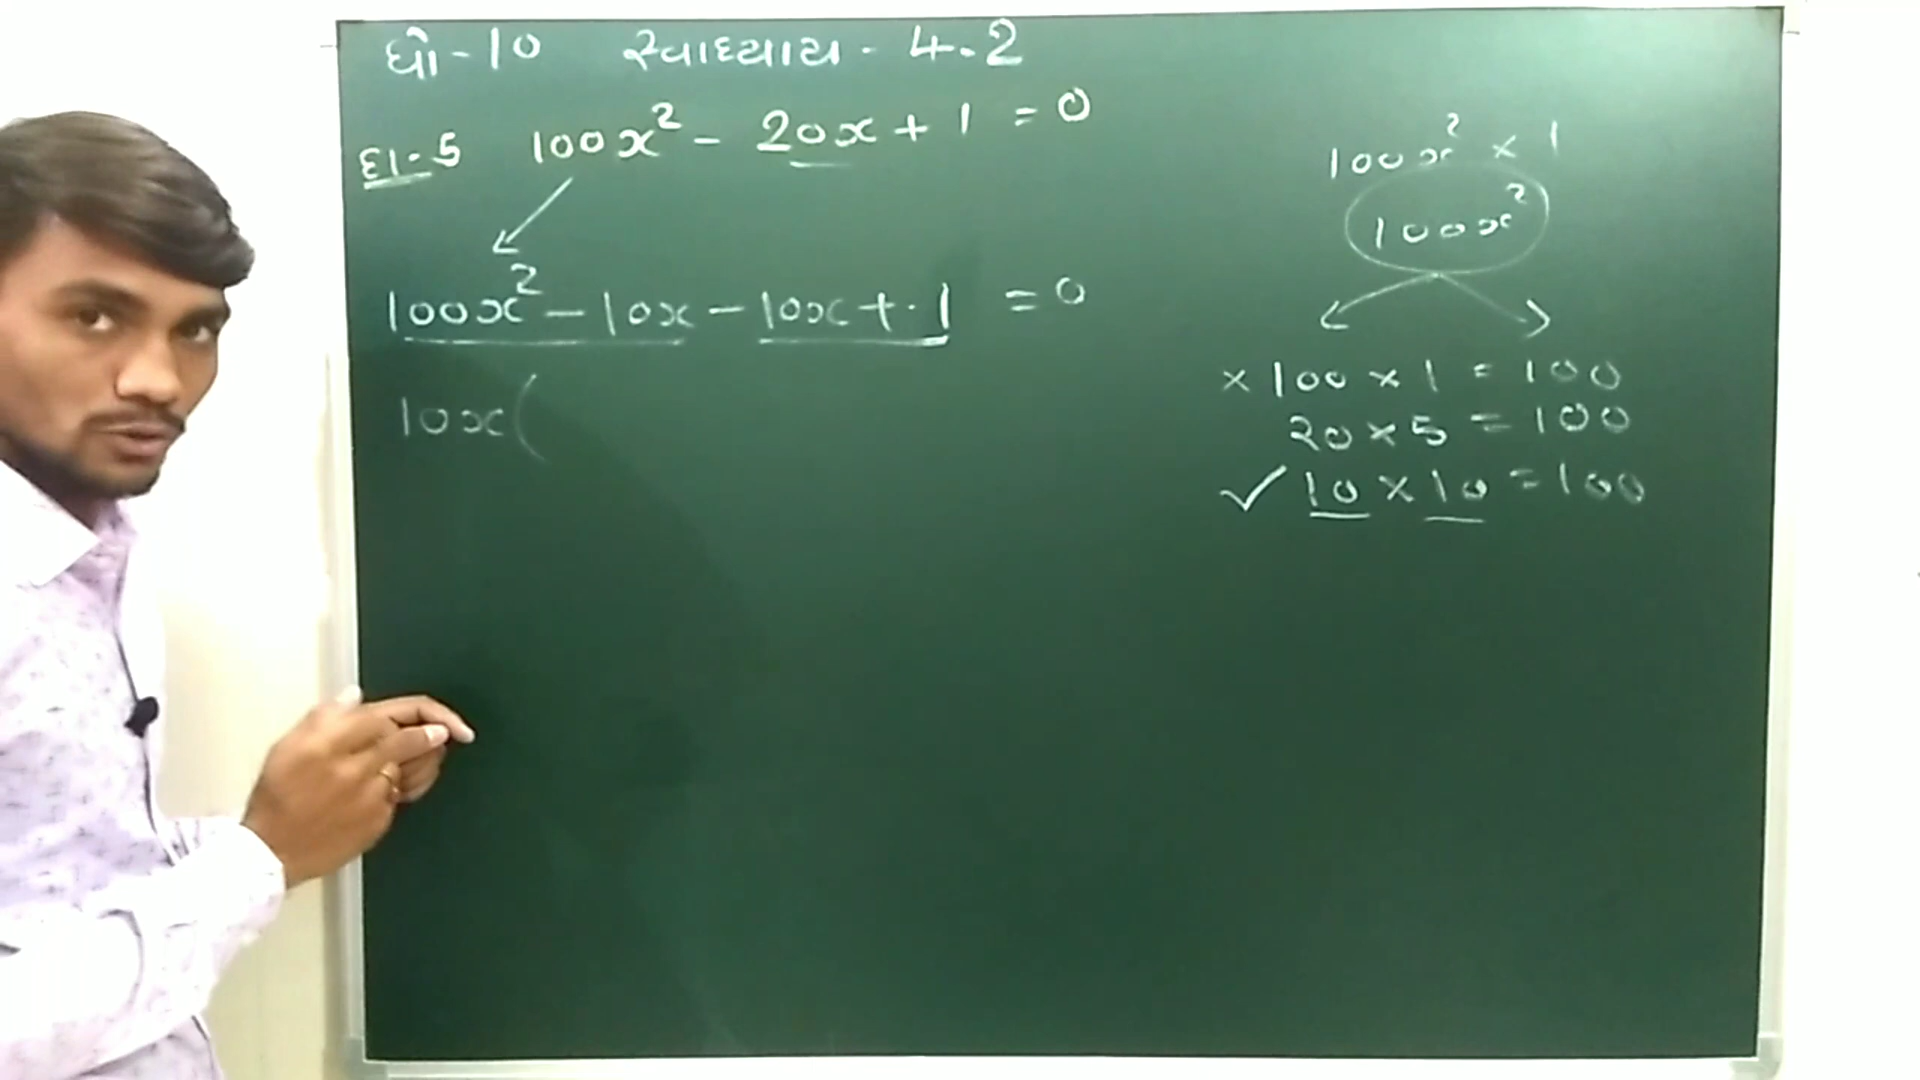 ધો-10 સ્વાધ્યાય - 4.2
દા-5 100x² - 20x + 1 = 0
100x² - 10x - 10x + 1 = 0
10x(
100x² × 1
100x²
× 100 × 1 = 100
20 × 5 = 100
✓ 10 × 10 = 100